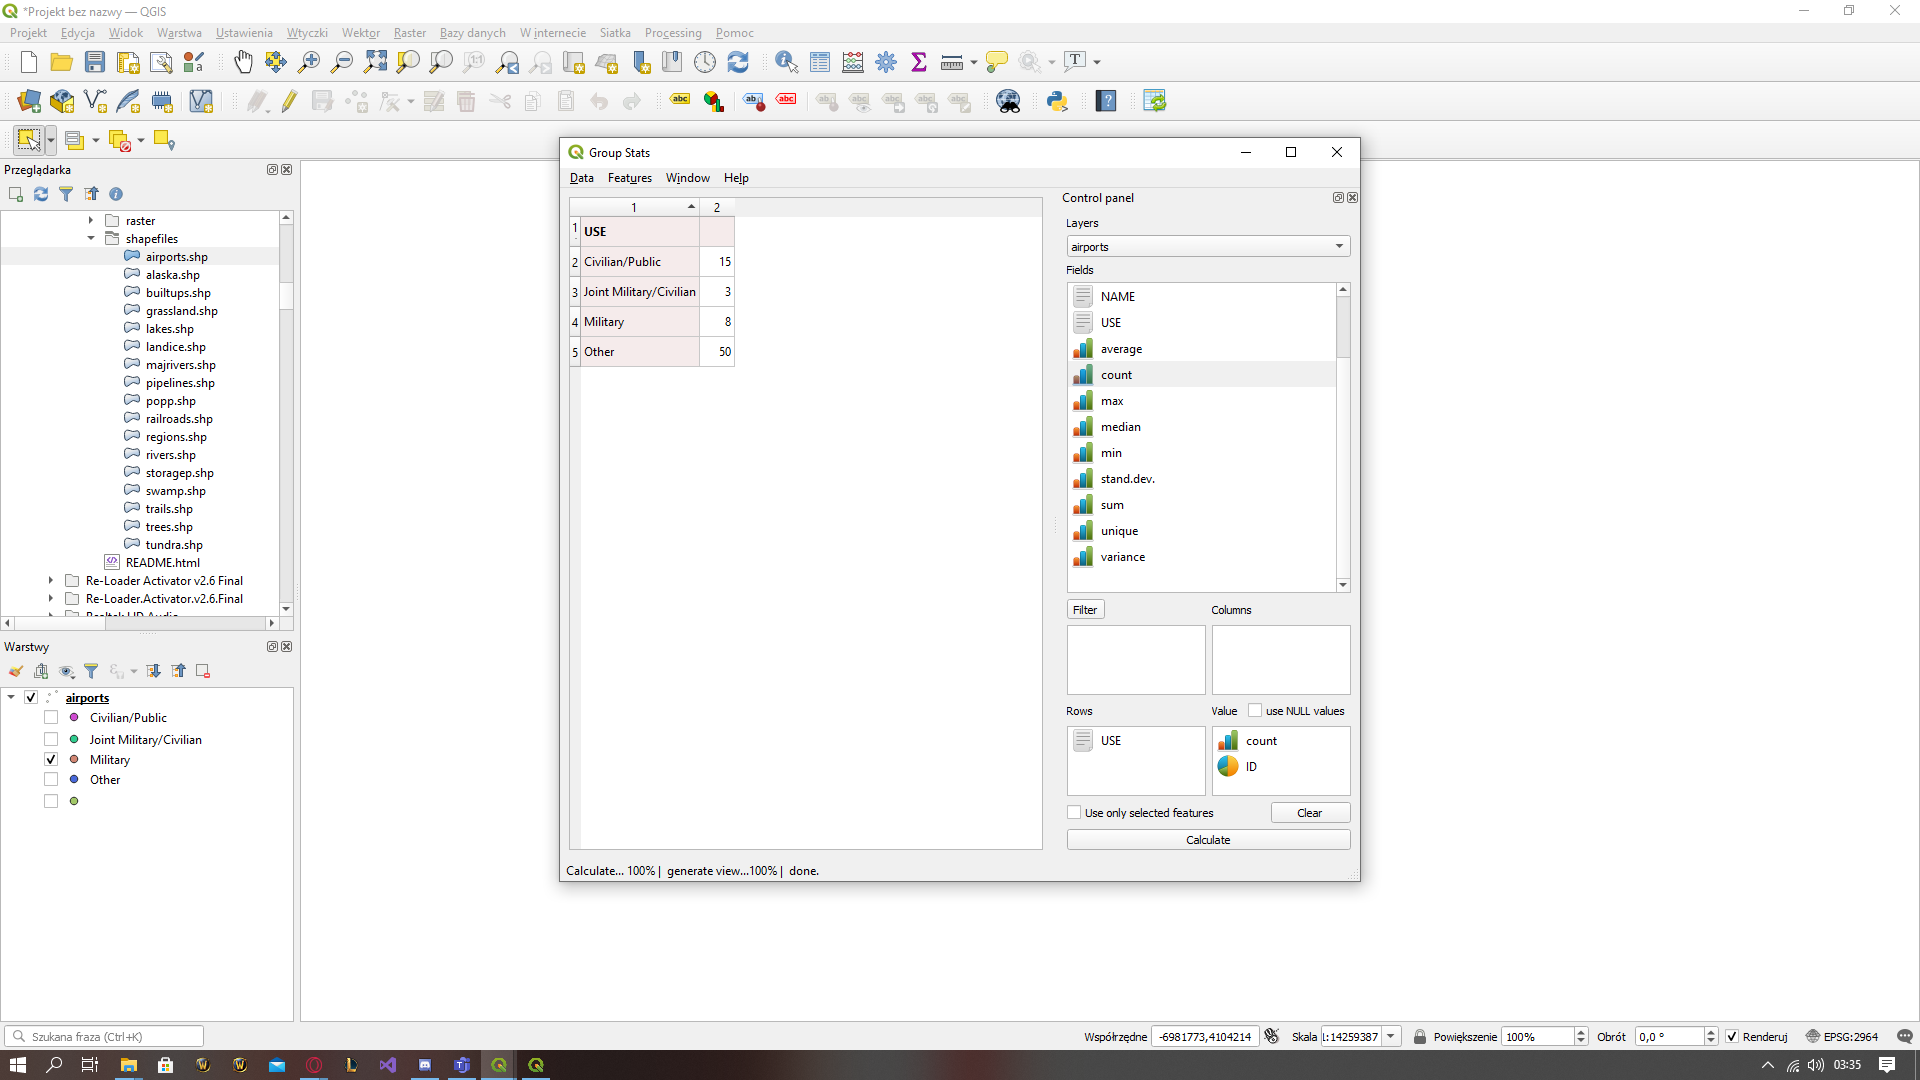 *Projekt bez nazwy — QGIS
Projekt Edycja Widok Warstwa Ustawienia Wtyczki Wektor Raster Bazy danych W internecie Siatka Processing Pomoc
Przeglądarka
raster
shapefiles
airports.shp
alaska.shp
builtups.shp
grassland.shp
lakes.shp
landice.shp
majrivers.shp
pipelines.shp
popp.shp
railroads.shp
regions.shp
rivers.shp
storagep.shp
swamp.shp
trails.shp
trees.shp
tundra.shp
README.html
Re-Loader Activator v2.6 Final
Re-Loader.Activator.v2.6.Final
Realtek HD Audio
Warstwy
airports
Civilian/Public
Joint Military/Civilian
Military
Other
Group Stats
Data Features Window Help
1 2
1 USE
2 Civilian/Public 15
3 Joint Military/Civilian 3
4 Military 8
5 Other 50
Control panel
Layers
airports
Fields
NAME
USE
average
count
max
median
min
stand.dev.
sum
unique
variance
Filter Columns
Rows Value use NULL values
USE count
ID
Use only selected features Clear
Calculate
Calculate... 100% | generate view...100% | done.
Szukana fraza (Ctrl+K) Współrzędne -6981773,4104214 Skala 1:14259387 Powiększenie 100% Obrót 0,0 ° Renderuj EPSG:2964
03:35